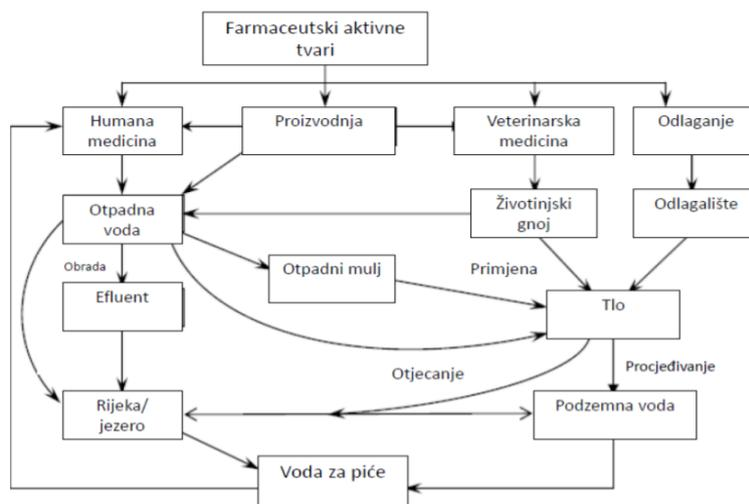 Farmaceutski aktivne
tvari
Humana
medicina
Proizvodnja
Veterinarska
medicina
Odlaganje
Otpadna
voda
Životinjski
gnoj
Odlagalište
Obrada
Otpadni mulj
Primjena
Efluent
Tlo
Otjecanje
Procjeđivanje
Rijeka/
jezero
Podzemna voda
Voda za piće